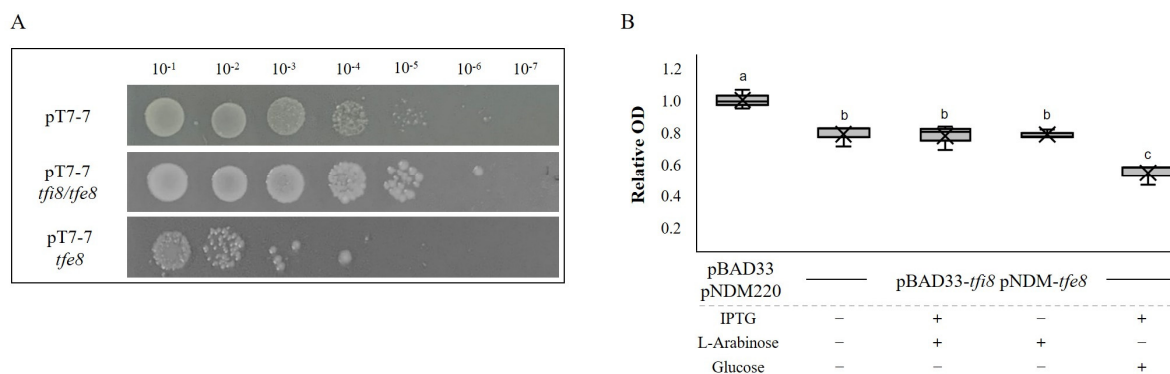 A
10-1 10-2 10-3 10-4 10-5 10-6 10-7
pT7-7
pT7-7
tfi8/tfe8
pT7-7
tfe8
B
Relative OD
1.2
1.0
0.8
0.6
0.4
0.2
a
b
b
b
c
pBAD33
pNDM220
pBAD33-tfi8 pNDM-tfe8
IPTG − + − +
L-Arabinose − + + −
Glucose − − − +